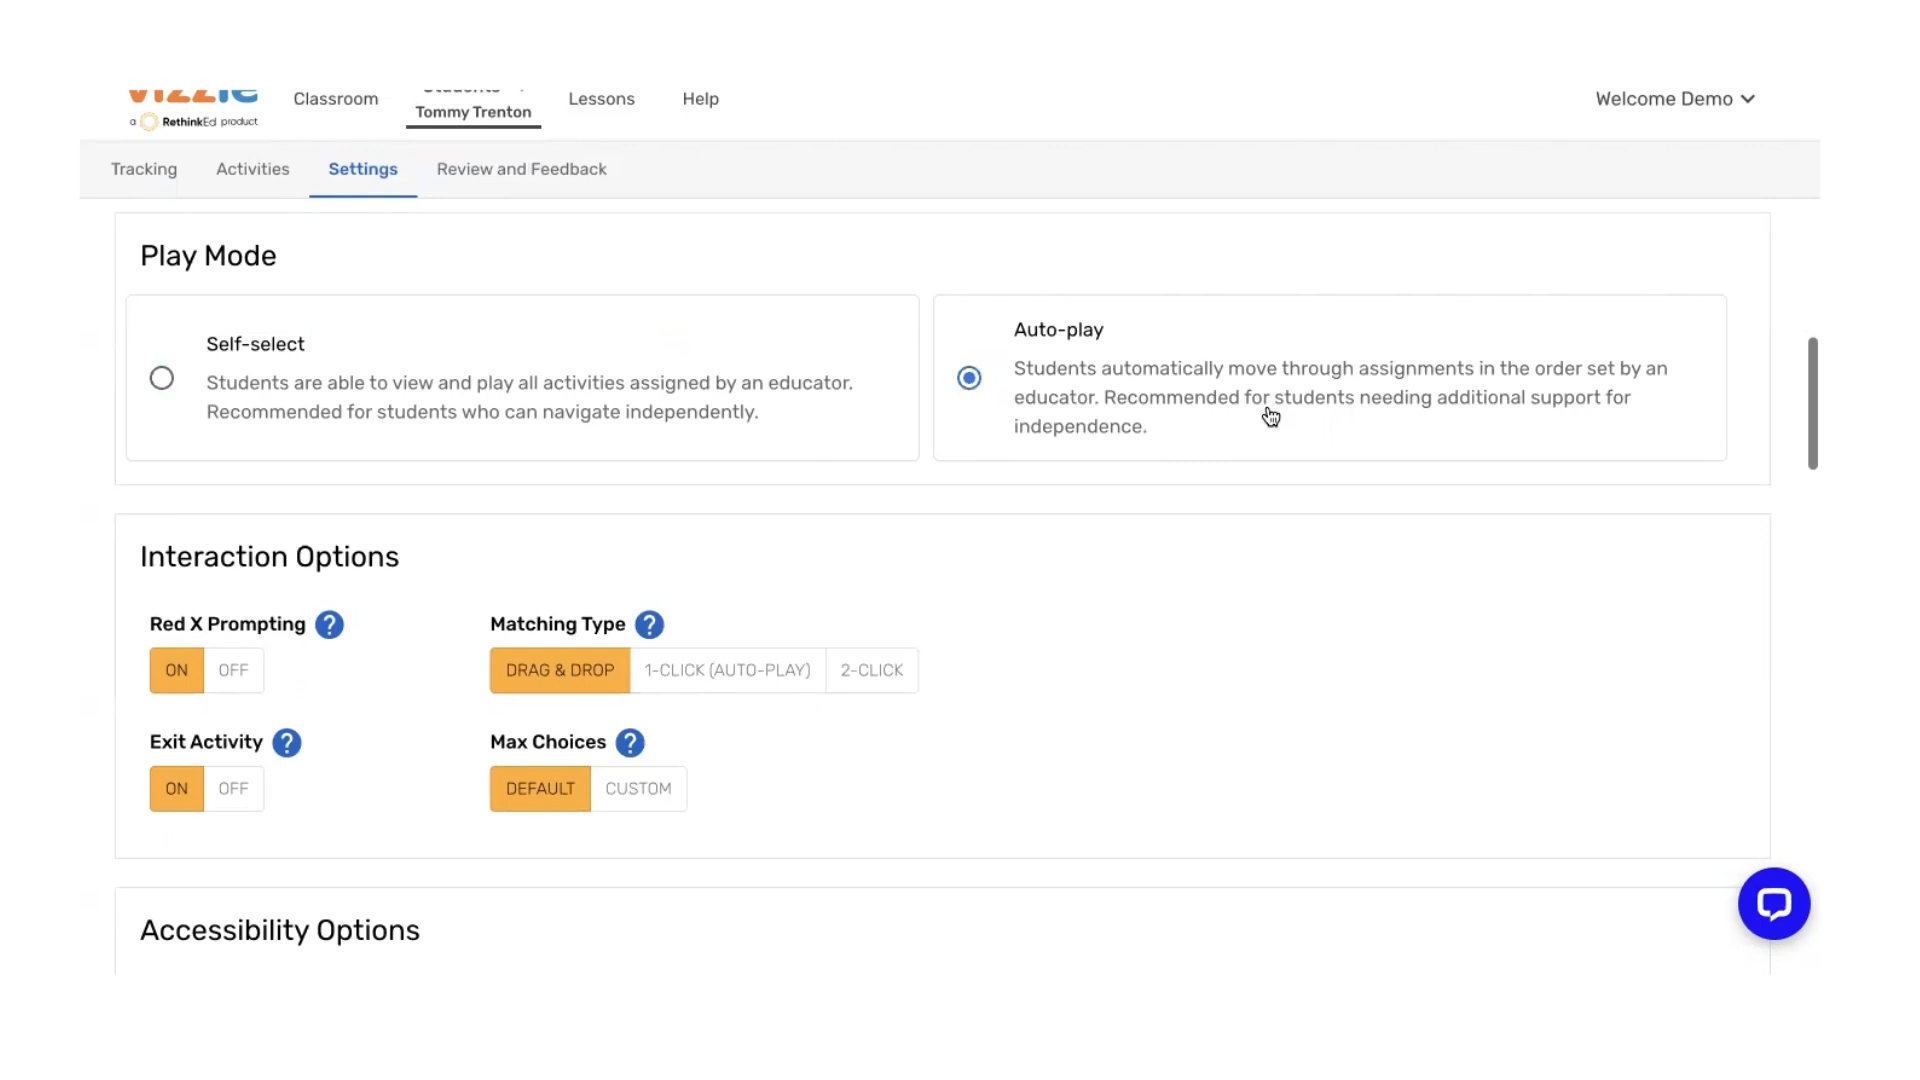 Vizzle
a RethinkEd product
Classroom
Students
Tommy Trenton
Lessons
Help
Welcome Demo
Tracking
Activities
Settings
Review and Feedback
Play Mode
Self-select
Students are able to view and play all activities assigned by an educator.
Recommended for students who can navigate independently.
Auto-play
Students automatically move through assignments in the order set by an
educator. Recommended for students needing additional support for
independence.
Interaction Options
Red X Prompting ?
ON OFF
Matching Type ?
DRAG & DROP 1-CLICK (AUTO-PLAY) 2-CLICK
Exit Activity ?
ON OFF
Max Choices ?
DEFAULT CUSTOM
Accessibility Options